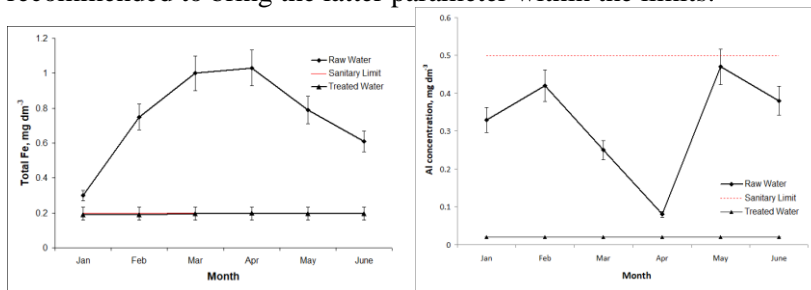 recommended to bring the latter parameter within the limits.
1.2
1
0.8
0.6
0.4
0.2
0
Total Fe, mg dm-3
Raw Water
Sanitary Limit
Treated Water
Jan Feb Mar Apr May June
Month
0.6
0.5
0.4
0.3
0.2
0.1
0
Al concentration, mg dm-3
Raw Water
Sanitary Limit
Treated Water
Jan Feb Mar Apr May June
Month